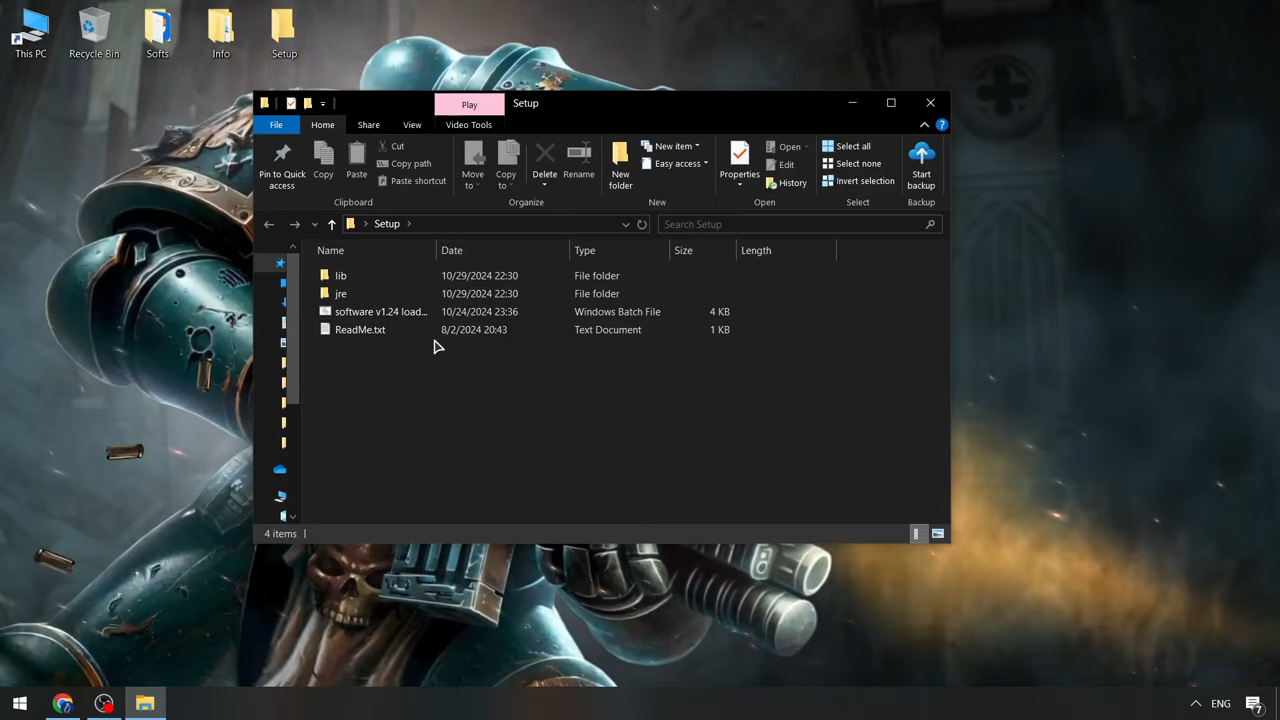 This PC
Recycle Bin
Softs
Info
Setup
Play
Setup
File
Home
Share
View
Video Tools
Pin to Quick access
Copy
Paste
Cut
Copy path
Paste shortcut
Clipboard
Move to
Copy to
Delete
Rename
Organize
New folder
New item
Easy access
New
Properties
Open
Edit
History
Open
Select all
Select none
Invert selection
Select
Start backup
Backup
Setup
Search Setup
Name Date Type Size Length
lib 10/29/2024 22:30 File folder
jre 10/29/2024 22:30 File folder
software v1.24 load... 10/24/2024 23:36 Windows Batch File 4 KB
ReadMe.txt 8/2/2024 20:43 Text Document 1 KB
4 items
ENG
7